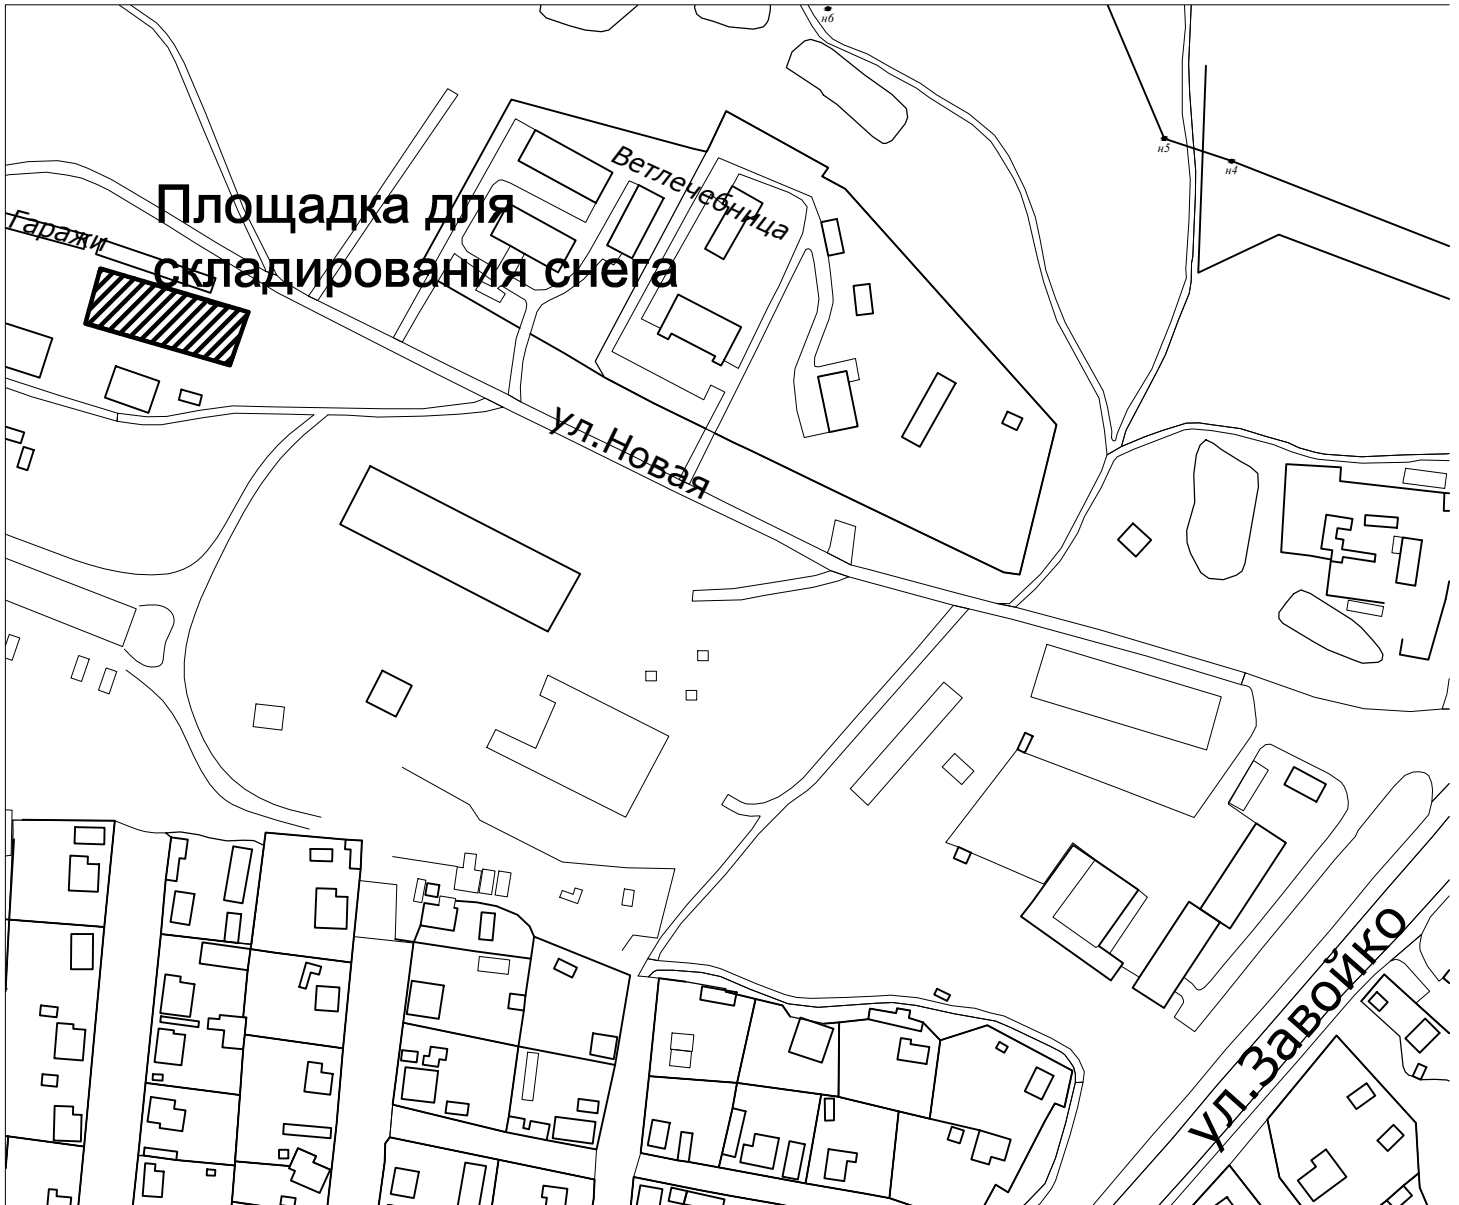 н6
н5
н4
Ветлечебница
Площадка для
складирования снега
Гаражи
ул.Новая
ул.Завойко